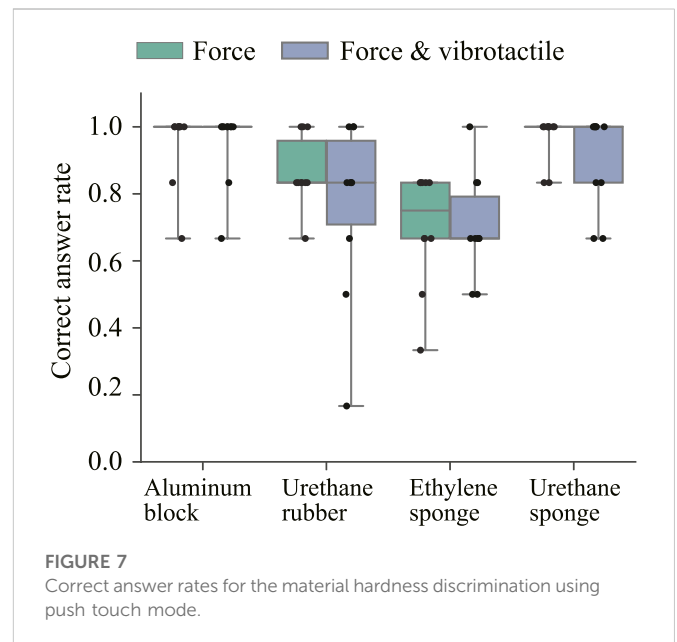 Force
Force & vibrotactile
Correct answer rate
1.0
0.8
0.6
0.4
0.2
0.0
Aluminum
block
Urethane
rubber
Ethylene
sponge
Urethane
sponge
FIGURE 7
Correct answer rates for the material hardness discrimination using
push touch mode.